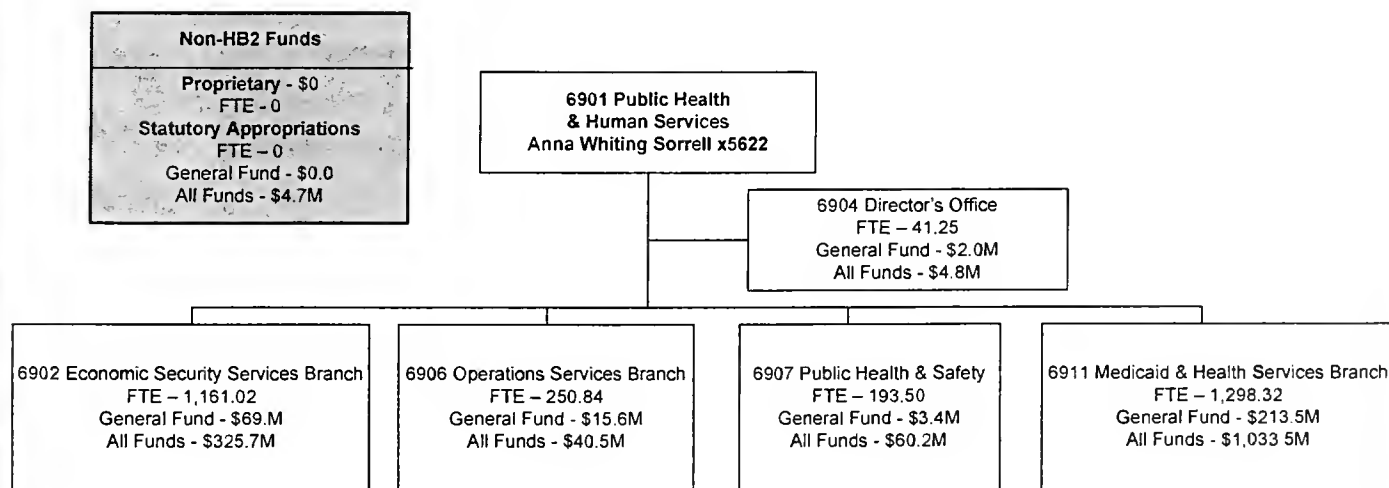 Non-HB2 Funds
Proprietary - $0
FTE - 0
Statutory Appropriations
FTE – 0
General Fund - $0.0
All Funds - $4.7M
6901 Public Health
& Human Services
Anna Whiting Sorrell x5622
6904 Director's Office
FTE – 41.25
General Fund - $2.0M
All Funds - $4.8M
6902 Economic Security Services Branch
FTE – 1,161.02
General Fund - $69.M
All Funds - $325.7M
6906 Operations Services Branch
FTE – 250.84
General Fund - $15.6M
All Funds - $40.5M
6907 Public Health & Safety
FTE – 193.50
General Fund - $3.4M
All Funds - $60.2M
6911 Medicaid & Health Services Branch
FTE – 1,298.32
General Fund - $213.5M
All Funds - $1,033 5M